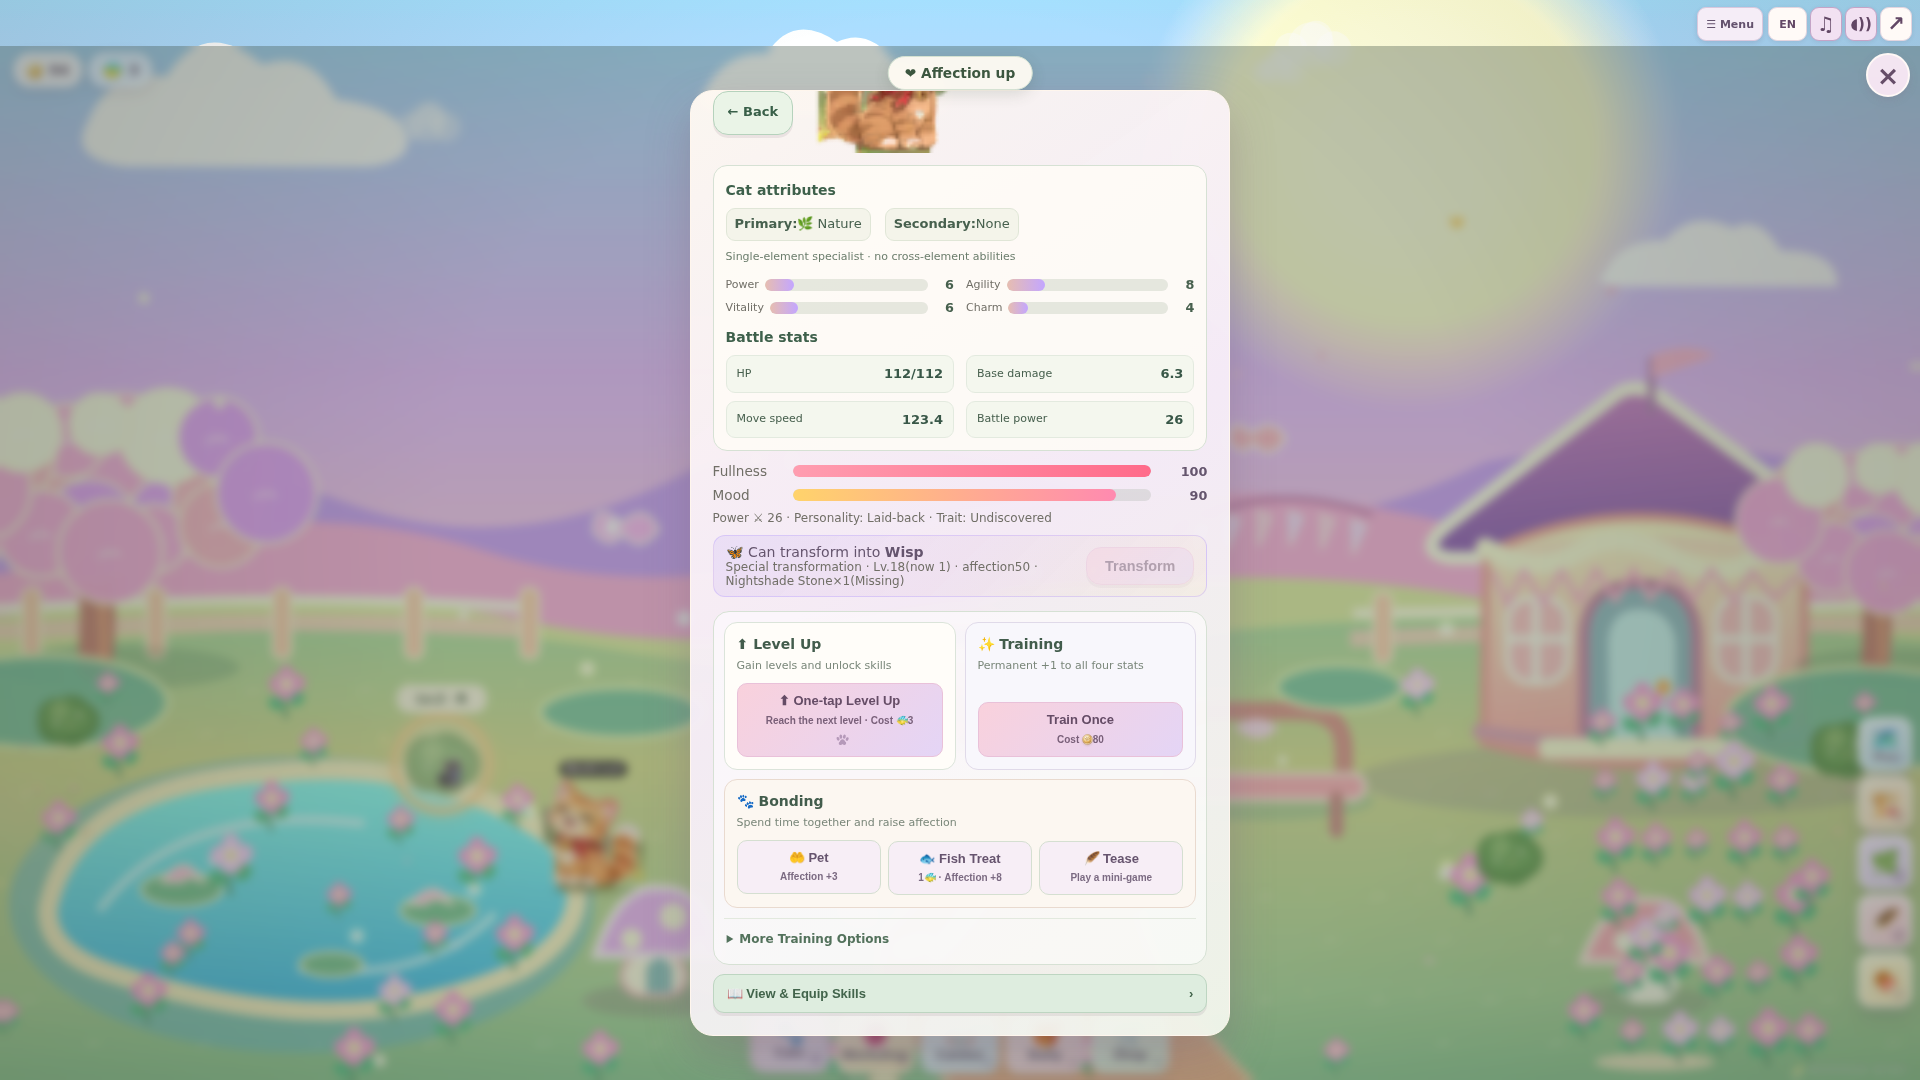 ☰ Menu
EN
❤ Affection up
← Back
Cat attributes
Primary:🌿 Nature
Secondary:None
Single-element specialist · no cross-element abilities
Power 6
Agility 8
Vitality 6
Charm 4
Battle stats
HP 112/112
Base damage 6.3
Move speed 123.4
Battle power 26
Fullness 100
Mood 90
Power ⚔ 26 · Personality: Laid-back · Trait: Undiscovered
🦋 Can transform into Wisp
Special transformation · Lv.18(now 1) · affection50 ·
Nightshade Stone×1(Missing)
Transform
⬆ Level Up
Gain levels and unlock skills
⬆ One-tap Level Up
Reach the next level · Cost 3
✨ Training
Permanent +1 to all four stats
Train Once
Cost 80
🐾 Bonding
Spend time together and raise affection
🤲 Pet
Affection +3
🐟 Fish Treat
1 · Affection +8
🪶 Tease
Play a mini-game
▶ More Training Options
📖 View & Equip Skills ›